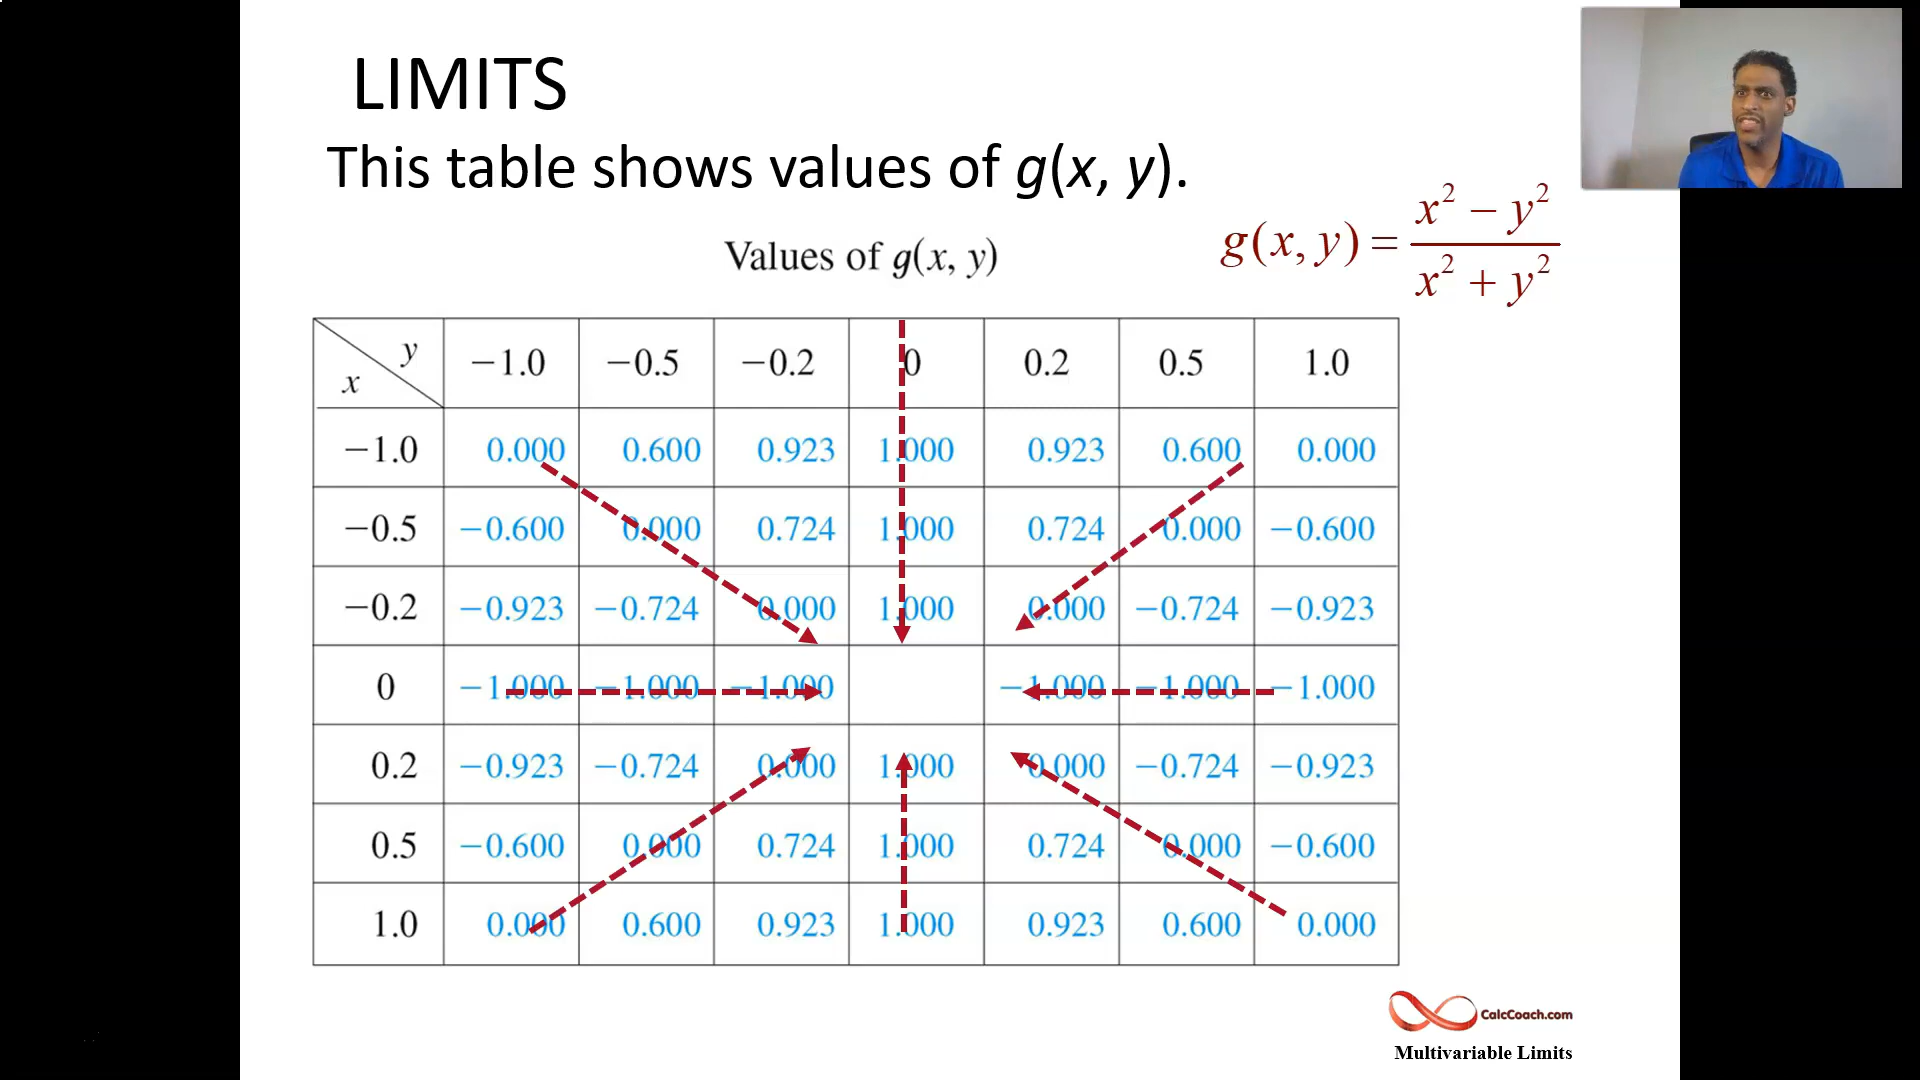 LIMITS
This table shows values of g(x, y).
g(x, y) = x² − y² / x² + y²
Values of g(x, y)
y x −1.0 −0.5 −0.2 0 0.2 0.5 1.0
−1.0 0.000 0.600 0.923 1.000 0.923 0.600 0.000
−0.5 −0.600 0.000 0.724 1.000 0.724 0.000 −0.600
−0.2 −0.923 −0.724 0.000 1.000 0.000 −0.724 −0.923
0 −1.000 −1.000 −1.000 −1.000 −1.000 −1.000
0.2 −0.923 −0.724 0.000 1.000 0.000 −0.724 −0.923
0.5 −0.600 0.000 0.724 1.000 0.724 0.000 −0.600
1.0 0.000 0.600 0.923 1.000 0.923 0.600 0.000
CalcCoach.com
Multivariable Limits